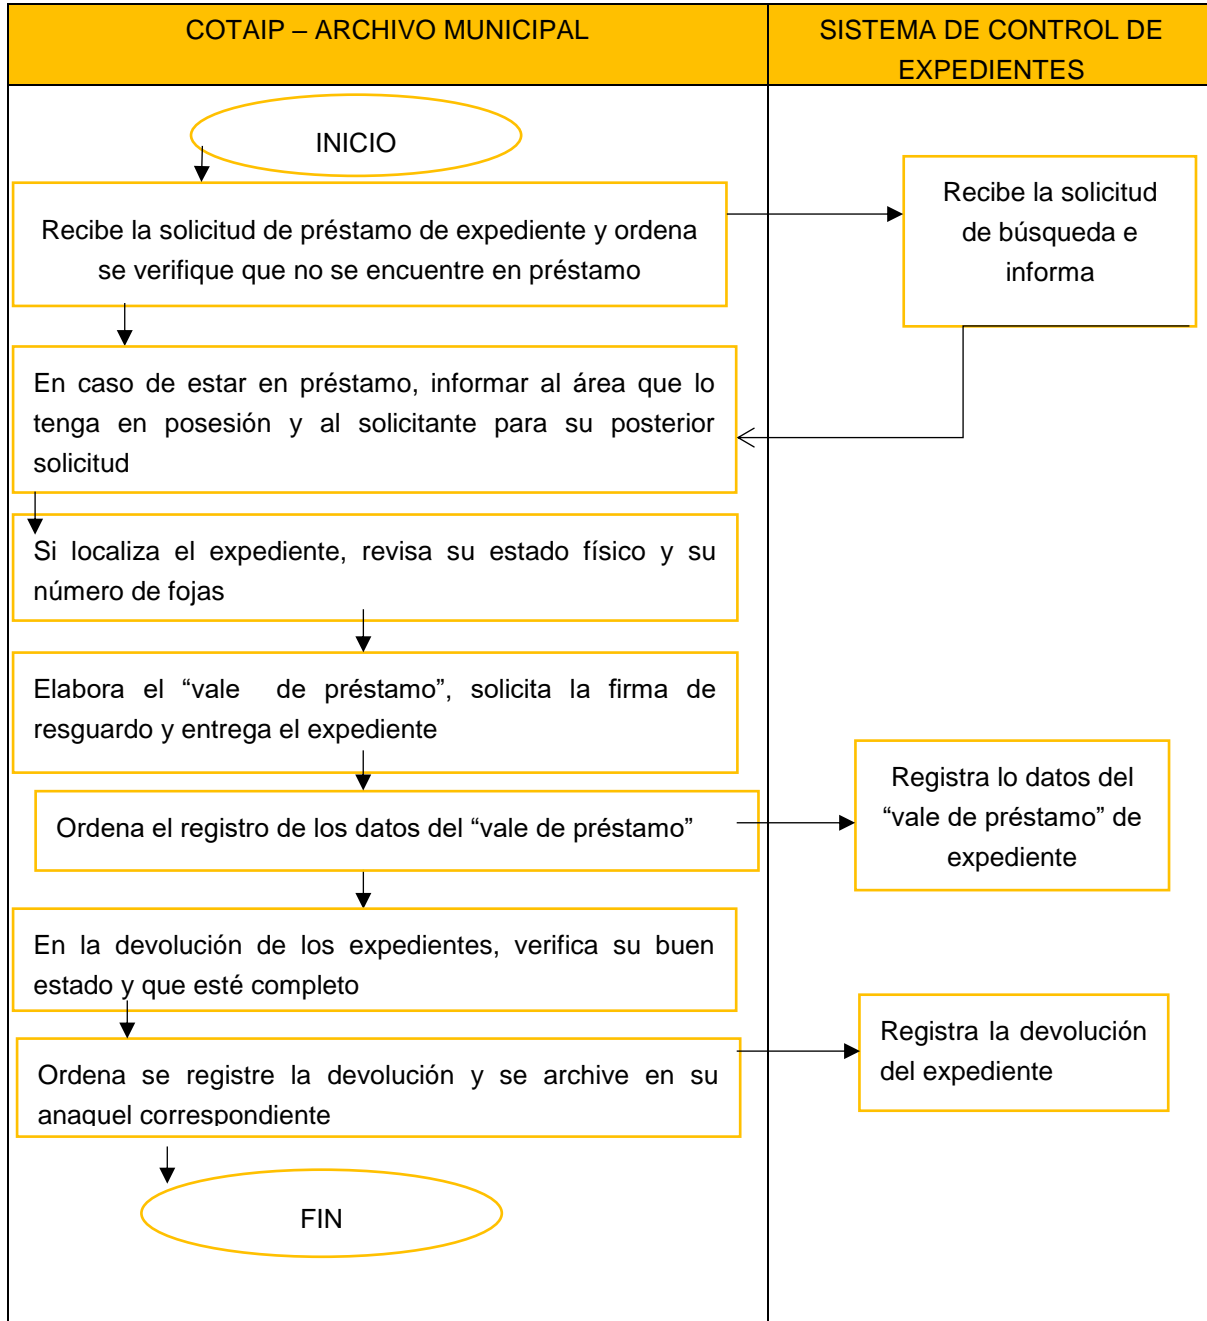 COTAIP – ARCHIVO MUNICIPAL
SISTEMA DE CONTROL DE
EXPEDIENTES
INICIO
Recibe la solicitud de préstamo de expediente y ordena
se verifique que no se encuentre en préstamo
Recibe la solicitud
de búsqueda e
informa
En caso de estar en préstamo, informar al área que lo
tenga en posesión y al solicitante para su posterior
solicitud
Si localiza el expediente, revisa su estado físico y su
número de fojas
Elabora el “vale de préstamo”, solicita la firma de
resguardo y entrega el expediente
Ordena el registro de los datos del “vale de préstamo”
Registra lo datos del
“vale de préstamo” de
expediente
En la devolución de los expedientes, verifica su buen
estado y que esté completo
Ordena se registre la devolución y se archive en su
anaquel correspondiente
Registra la devolución
del expediente
FIN